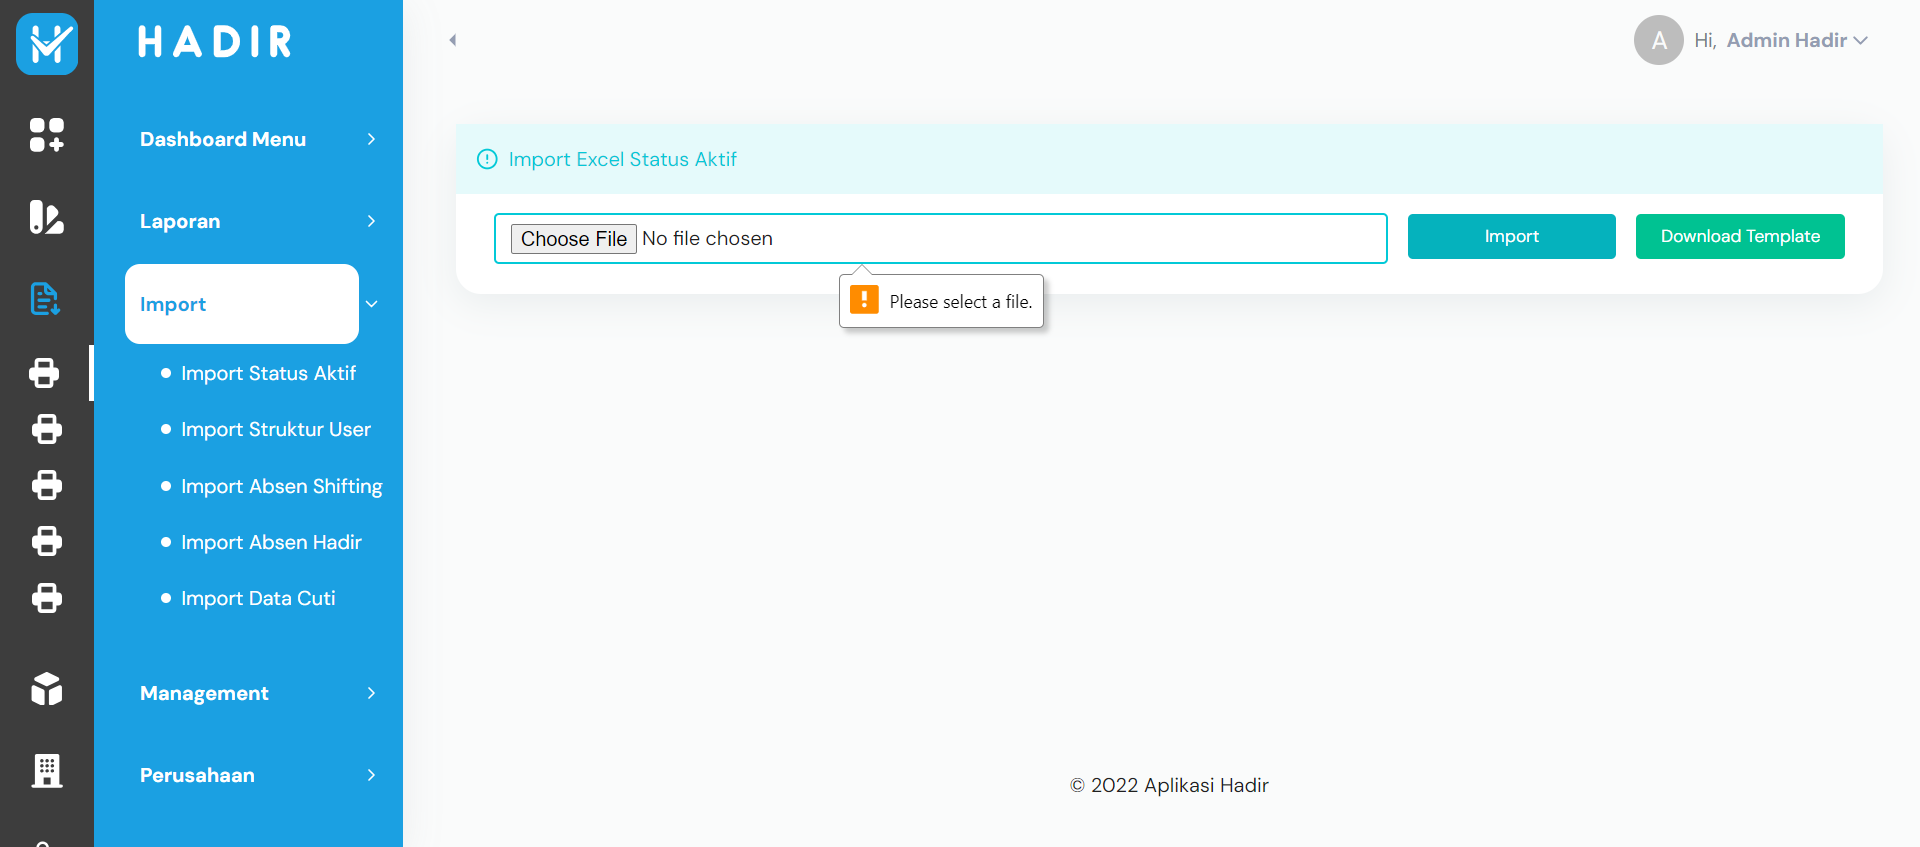 HADIR
Dashboard Menu
Laporan
Import
Import Status Aktif
Import Struktur User
Import Absen Shifting
Import Absen Hadir
Import Data Cuti
Management
Perusahaan
A Hi, Admin Hadir
Import Excel Status Aktif
Choose File No file chosen
Import
Download Template
Please select a file.
© 2022 Aplikasi Hadir